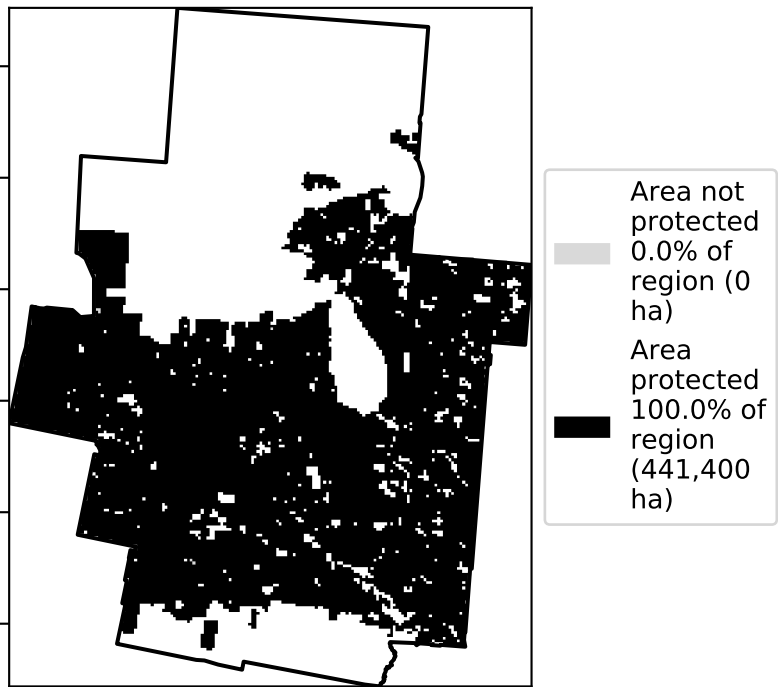 Area not
protected
0.0% of
region (0
ha)
Area
protected
100.0% of
region
(441,400
ha)